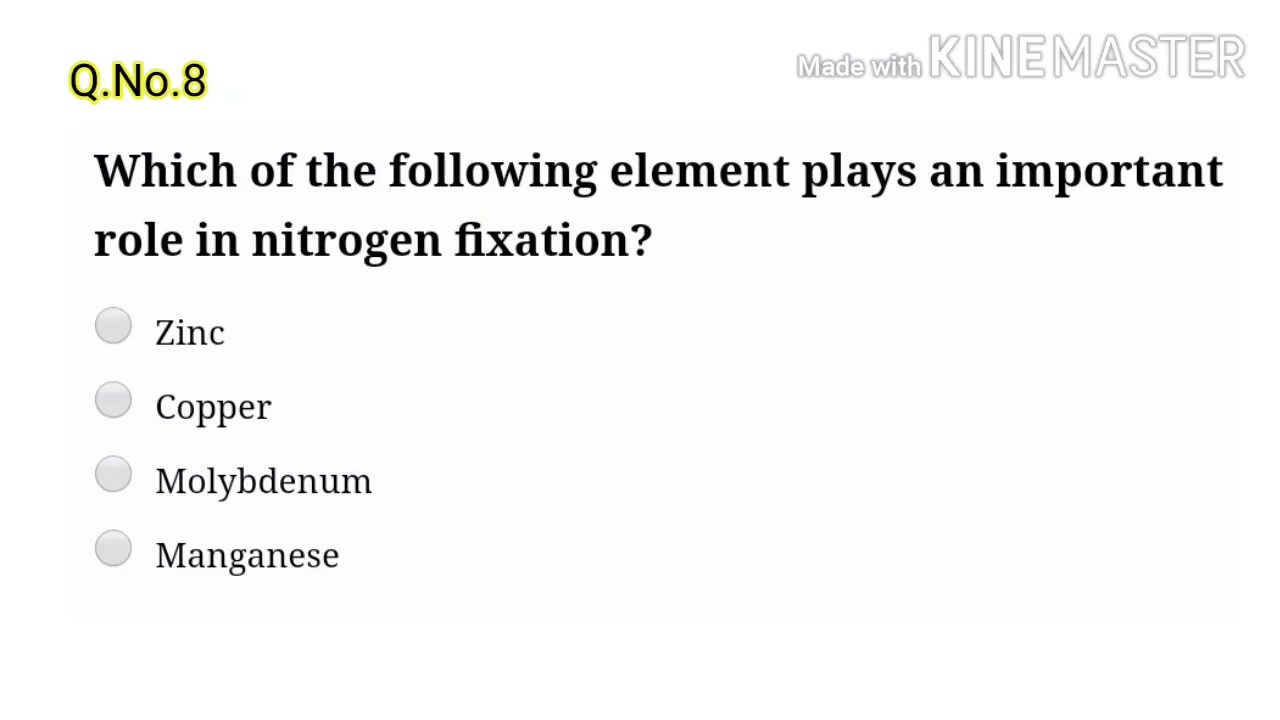 Made with KINEMASTER
Q.No.8
Which of the following element plays an important
role in nitrogen fixation?
Zinc
Copper
Molybdenum
Manganese